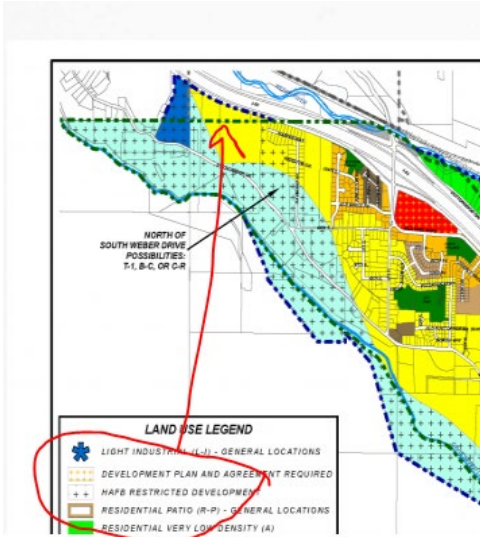 NORTH OF
SOUTH WEBER DRIVE
POSSIBILITIES:
T-1, B-C, OR C-R
LAND USE LEGEND
LIGHT INDUSTRIAL (L-I) - GENERAL LOCATIONS
DEVELOPMENT PLAN AND AGREEMENT REQUIRED
HAFB RESTRICTED DEVELOPMENT
RESIDENTIAL PATIO (R-P) - GENERAL LOCATIONS
RESIDENTIAL VERY LOW DENSITY (A)